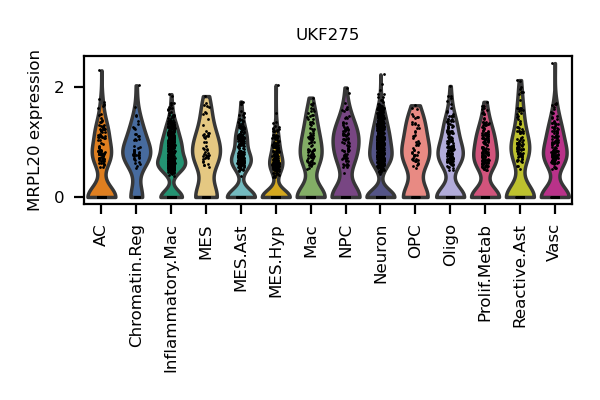 UKF275
MRPL20 expression
2
0
AC
Chromatin.Reg
Inflammatory.Mac
MES
MES.Ast
MES.Hyp
Mac
NPC
Neuron
OPC
Oligo
Prolif.Metab
Reactive.Ast
Vasc